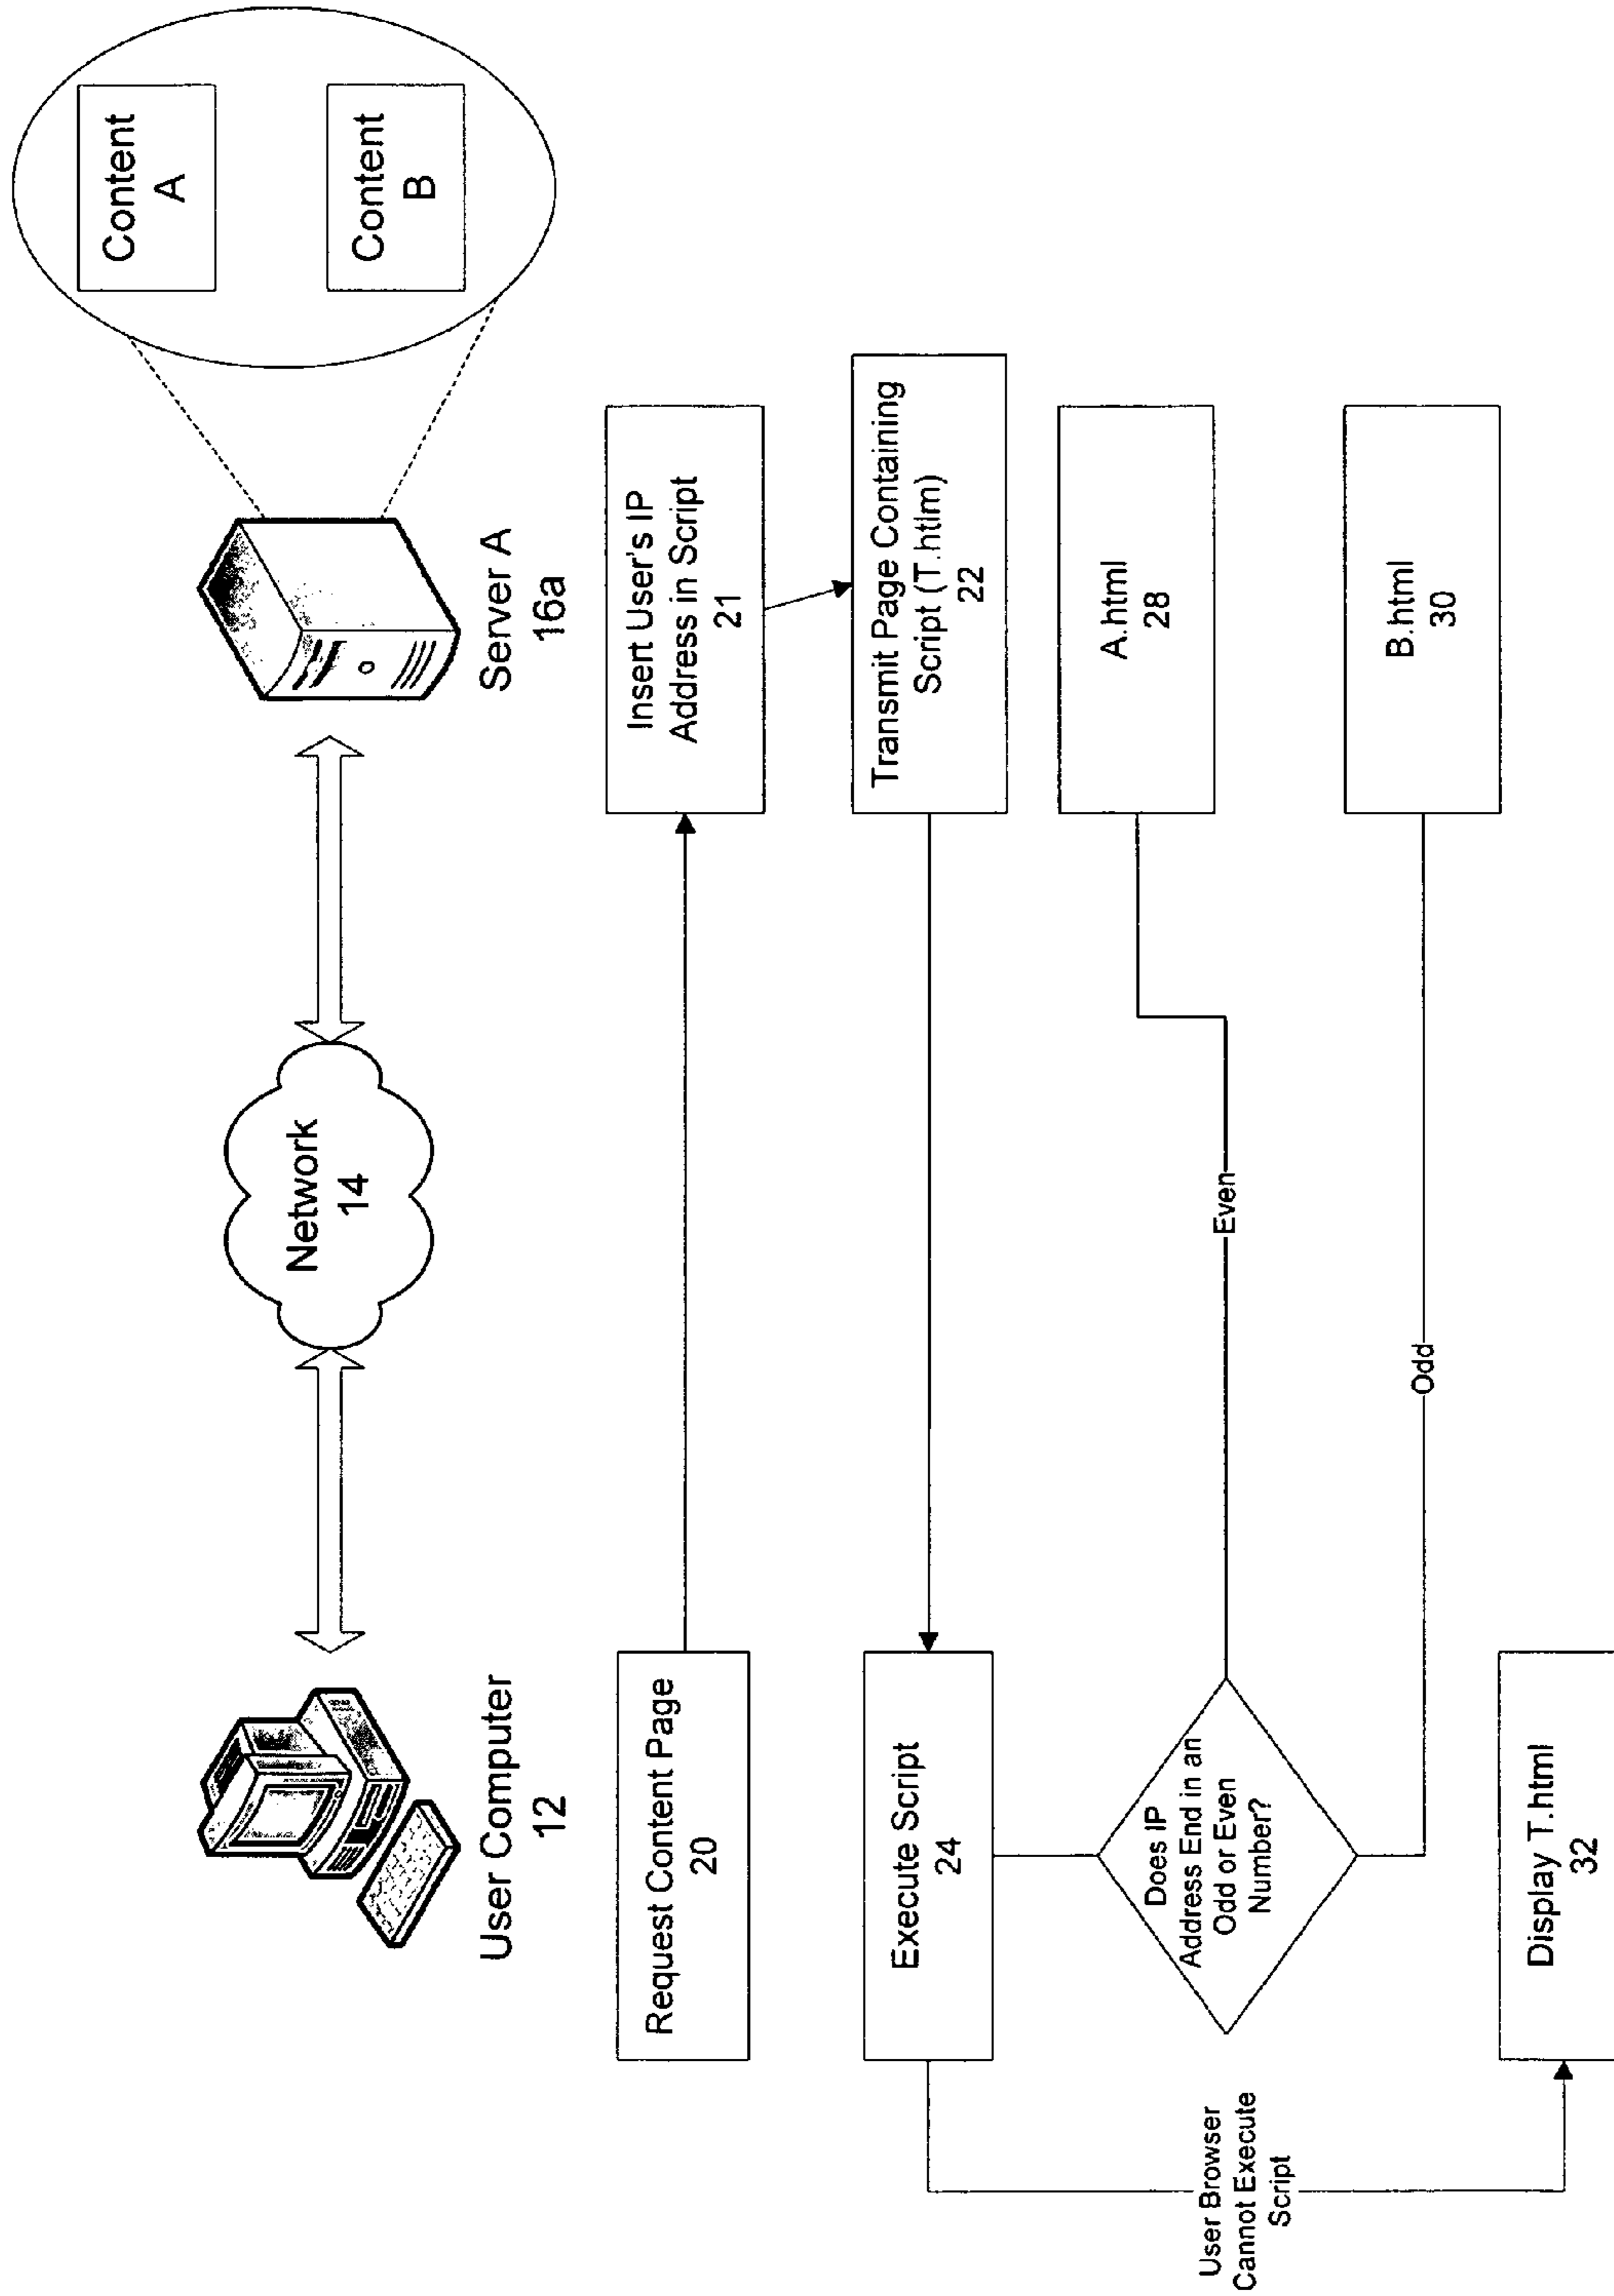 Content
A
Content
B
Network
14
User Computer
12
Server A
16a
Request Content Page
20
Insert User's IP
Address in Script
21
Transmit Page Containing
Script (T.htlm)
22
Execute Script
24
Does IP
Address End in an
Odd or Even
Number?
Even
A.html
28
Odd
B.html
30
User Browser
Cannot Execute
Script
Display T.html
32